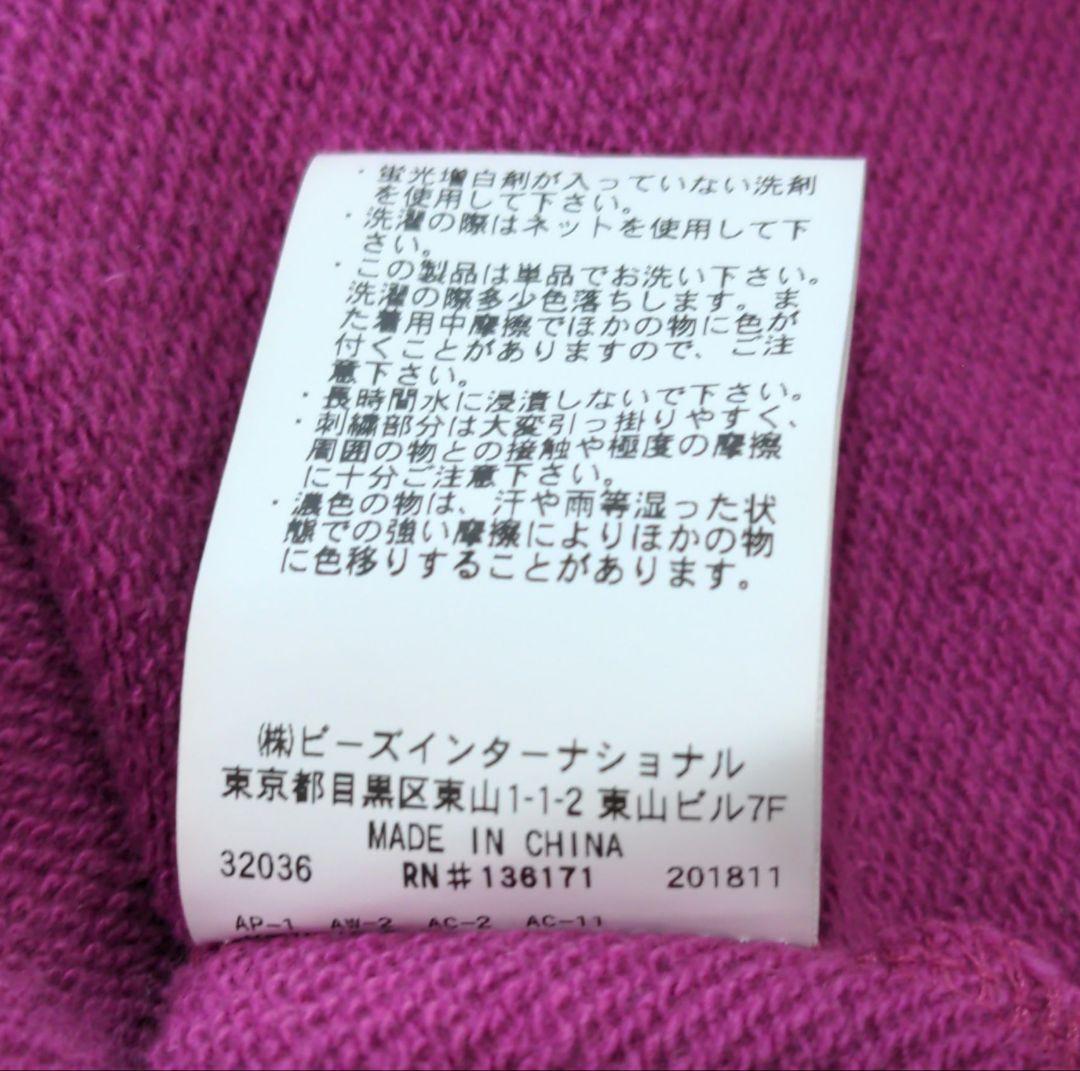 ・蛍光増白剤が入っていない洗剤
を使用して下さい。
・洗濯の際はネットを使用して下
さい。
・この製品は単品でお洗い下さい。
洗濯の際多少色落ちします。ま
た着用中摩擦でほかの物に色が
付くことがありますので、ご注
意下さい。
・長時間水に浸漬しないで下さい。
・刺繍部分は大変引っ掛りやすく、
周囲の物との接触や極度の摩擦
に十分ご注意下さい。
・濃色の物は、汗や雨等湿った状
態での強い摩擦によりほかの物
に色移りすることがあります。
㈱ビーズインターナショナル
東京都目黒区東山1-1-2 東山ビル7F
MADE IN CHINA
32036 RN#136171 201811
AP-1 AW-2 AC-2 AC-11